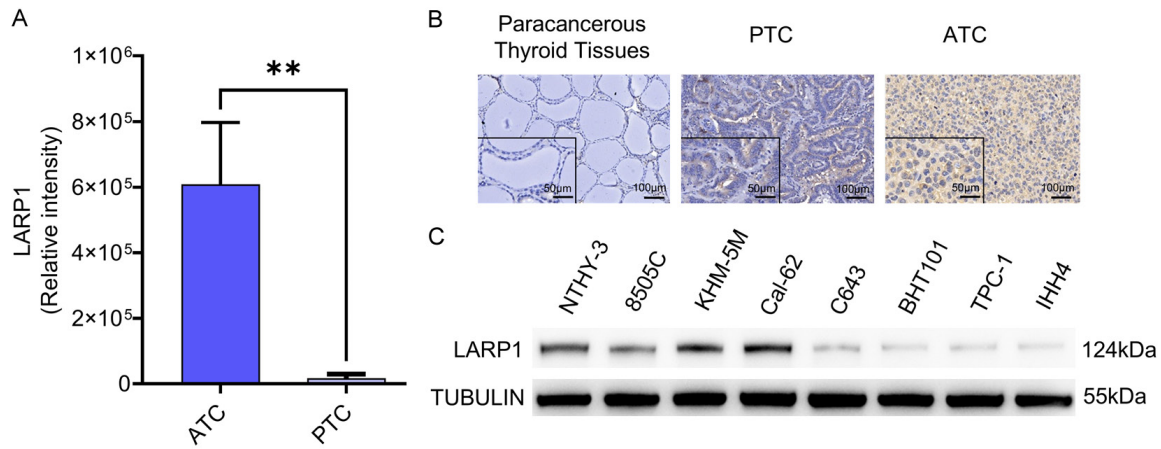 A
LARP1
(Relative intensity)
1×10⁶
8×10⁵
6×10⁵
4×10⁵
2×10⁵
0
**
ATC
PTC
B
Paracancerous
Thyroid Tissues
PTC
ATC
50μm
100μm
50μm
100μm
50μm
100μm
C
NTHY-3
8505C
KHM-5M
Cal-62
C643
BHT101
TPC-1
IHH4
LARP1
124kDa
TUBULIN
55kDa